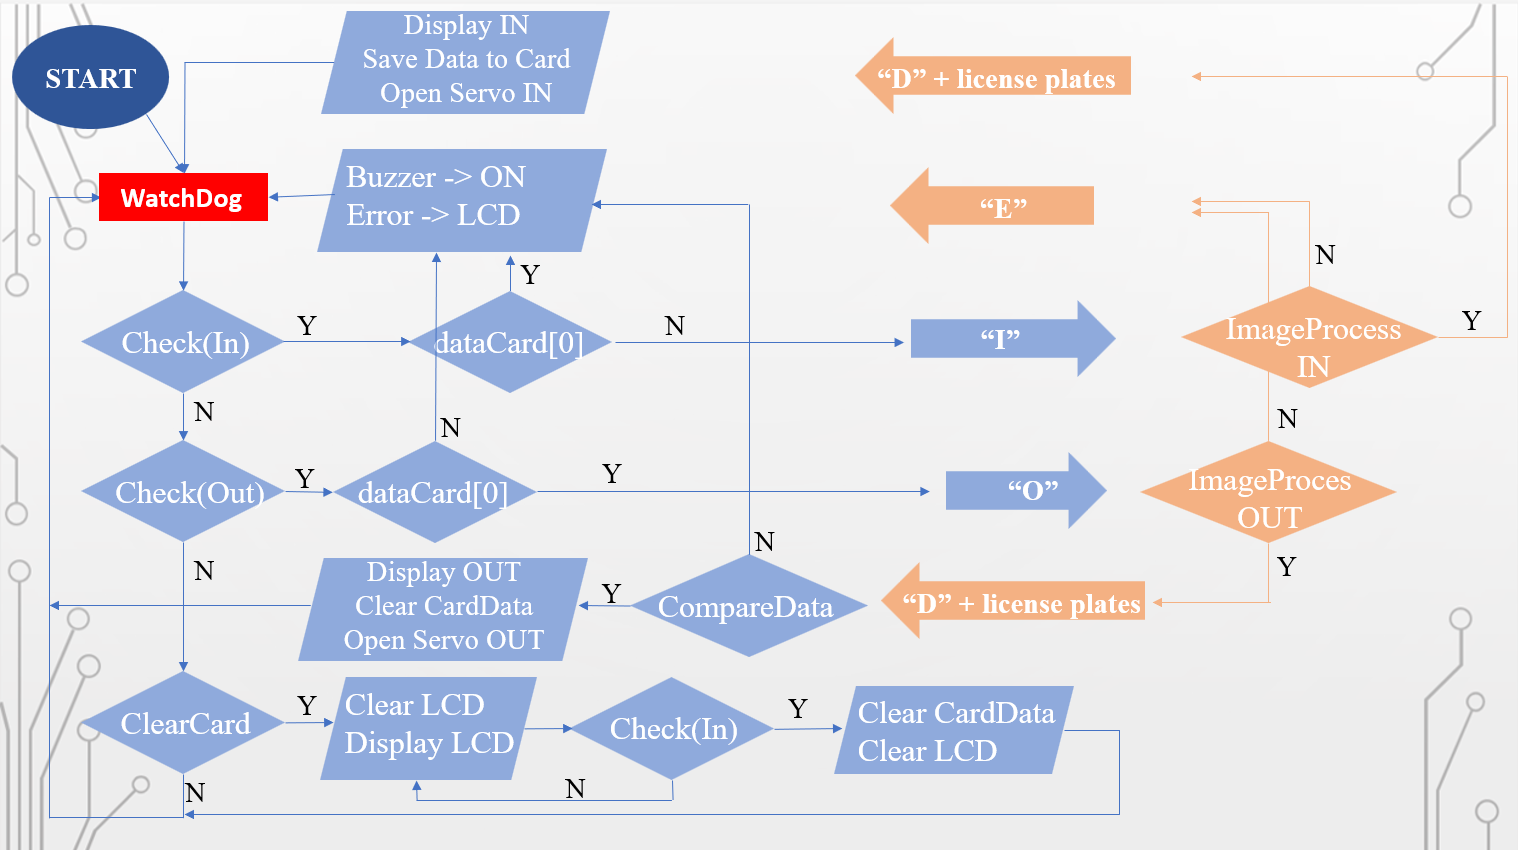 Display IN
Save Data to Card
Open Servo IN
START
“D” + license plates
Buzzer -> ON
Error -> LCD
WatchDog
“E”
N
Y
Check(In)
Y
dataCard[0]
N
“I”
ImageProcess
IN
Y
N
N
N
Check(Out)
Y
dataCard[0]
Y
“O”
ImageProces
OUT
N
N
Y
Display OUT
Clear CardData
Open Servo OUT
Y
CompareData
“D” + license plates
ClearCard
Y
Clear LCD
Display LCD
Check(In)
Y
Clear CardData
Clear LCD
N
N